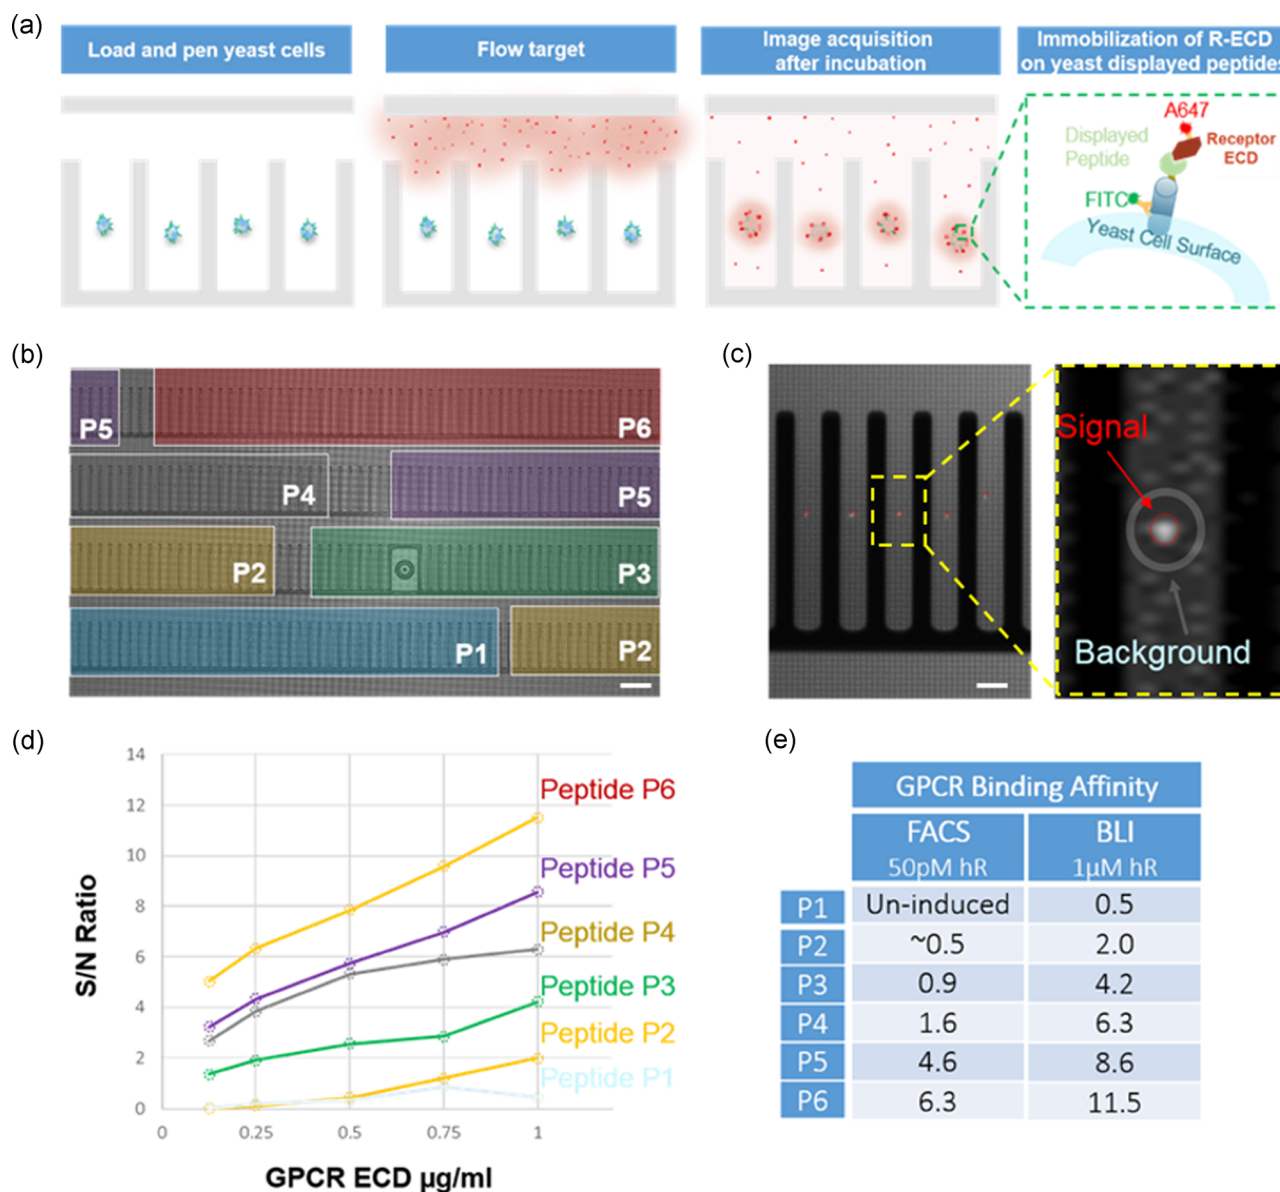 (a)
Load and pen yeast cells
Flow target
Image acquisition
after incubation
Immobilization of R-ECD
on yeast displayed peptides
A647
Displayed
Peptide
Receptor
ECD
FITC
Yeast Cell Surface
(b)
P5
P6
P4
P5
P2
P3
P1
P2
(c)
Signal
Background
(d)
14
12
10
8
6
4
2
0
S/N Ratio
0
0.25
0.5
0.75
1
GPCR ECD µg/ml
Peptide P6
Peptide P5
Peptide P4
Peptide P3
Peptide P2
Peptide P1
(e)
GPCR Binding Affinity
FACS
50pM hR
BLI
1µM hR
P1 Un-induced 0.5
P2 ~0.5 2.0
P3 0.9 4.2
P4 1.6 6.3
P5 4.6 8.6
P6 6.3 11.5